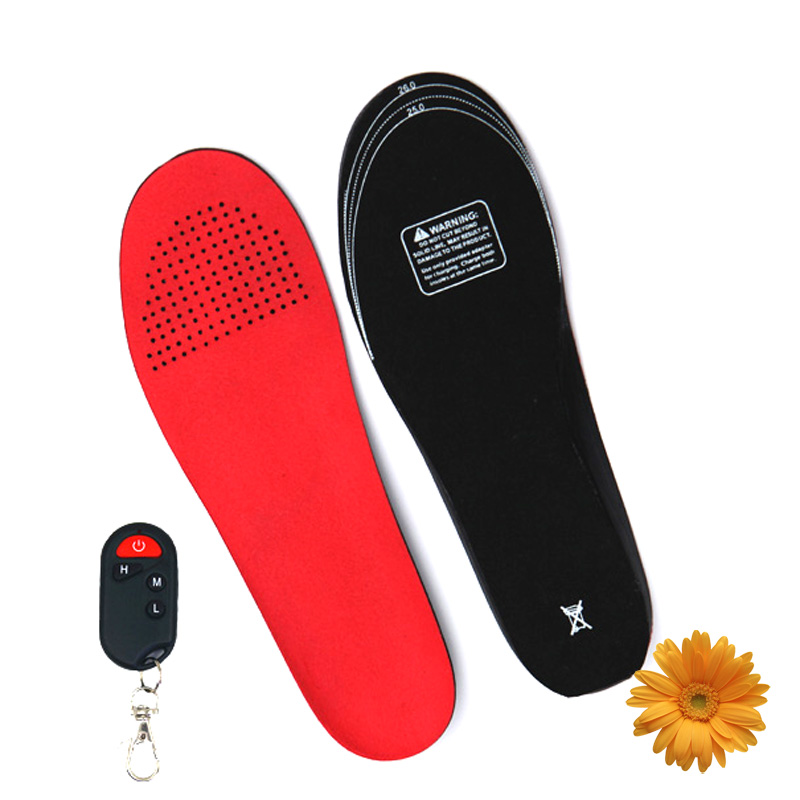 26.0
25.0
WARNING:
DO NOT CUT BEYOND
SOLID LINE, MAY RESULT IN
DAMAGE TO THE PRODUCT.
Use only provided adapter
for charging. Charge both
insoles at the same time.
H
M
L